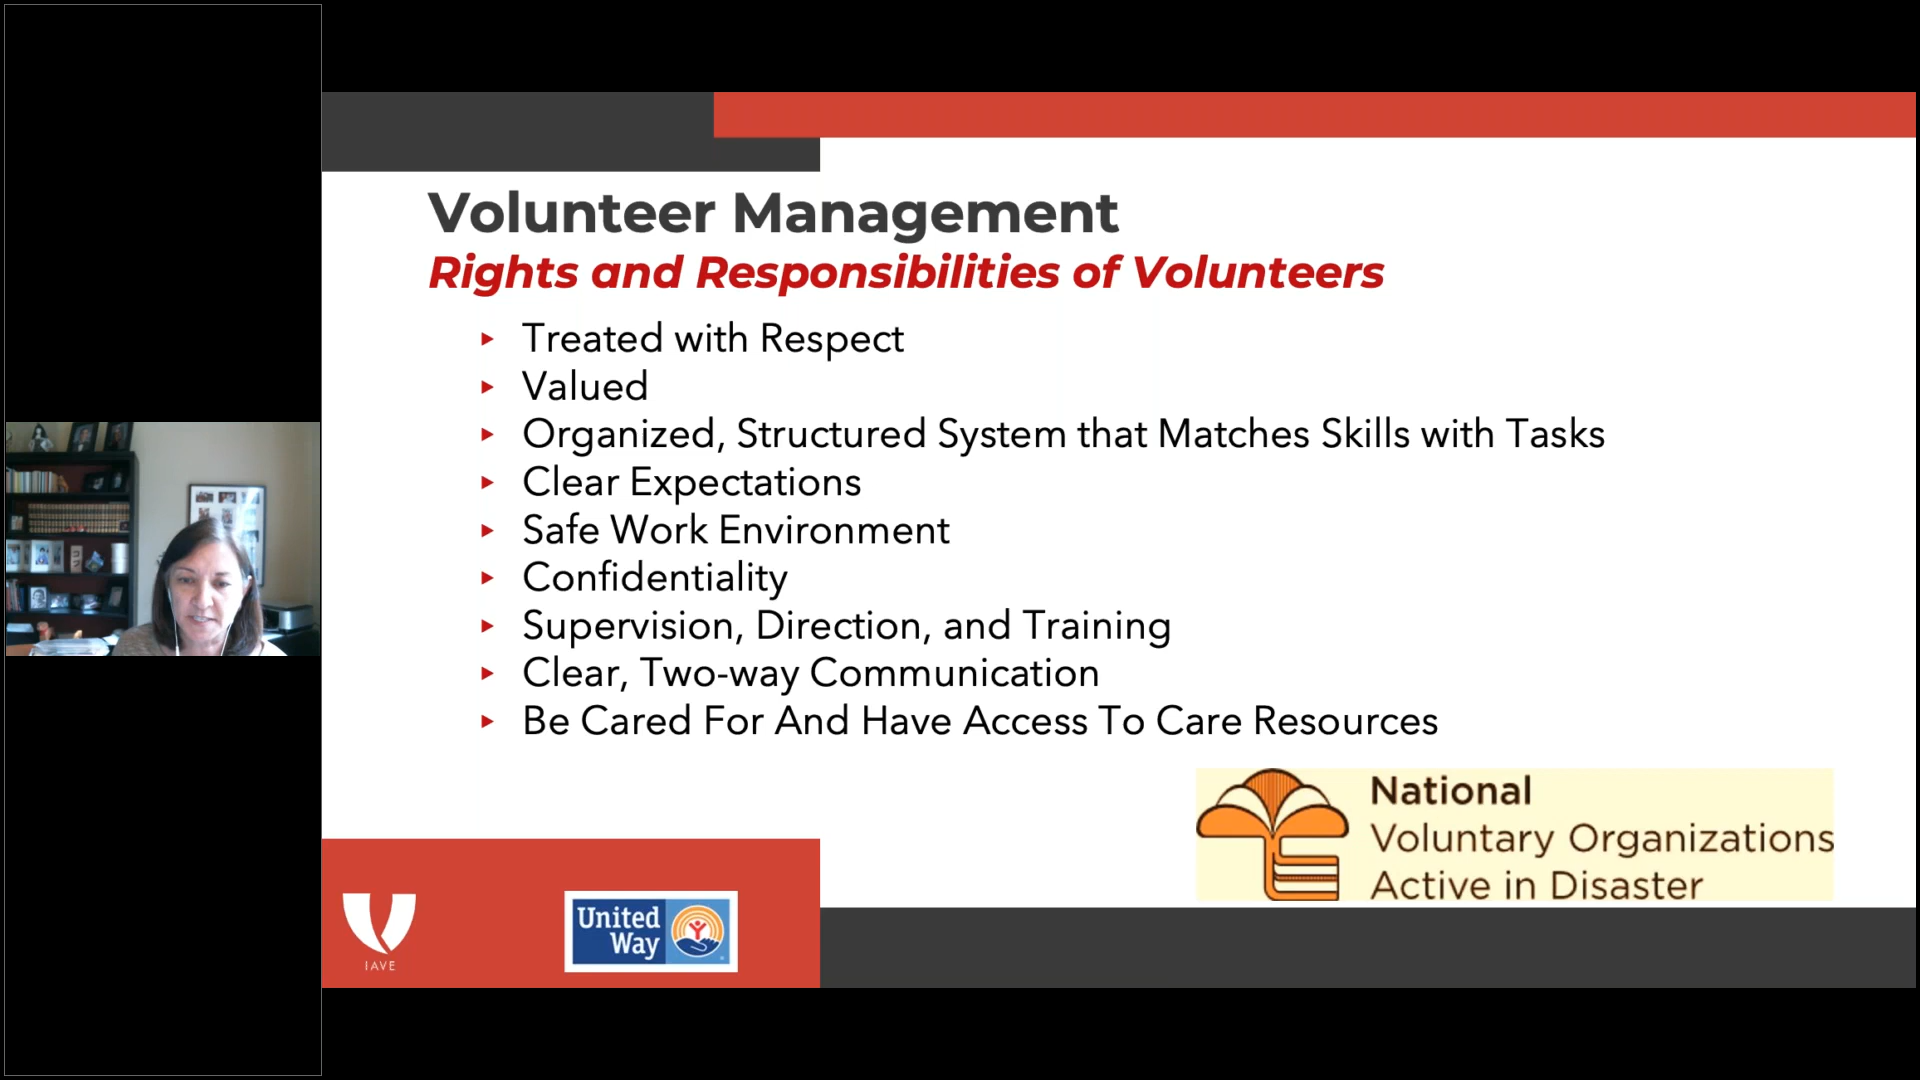 Volunteer Management
Rights and Responsibilities of Volunteers
Treated with Respect
Valued
Organized, Structured System that Matches Skills with Tasks
Clear Expectations
Safe Work Environment
Confidentiality
Supervision, Direction, and Training
Clear, Two-way Communication
Be Cared For And Have Access To Care Resources
National
Voluntary Organizations
Active in Disaster
IAVE
United
Way